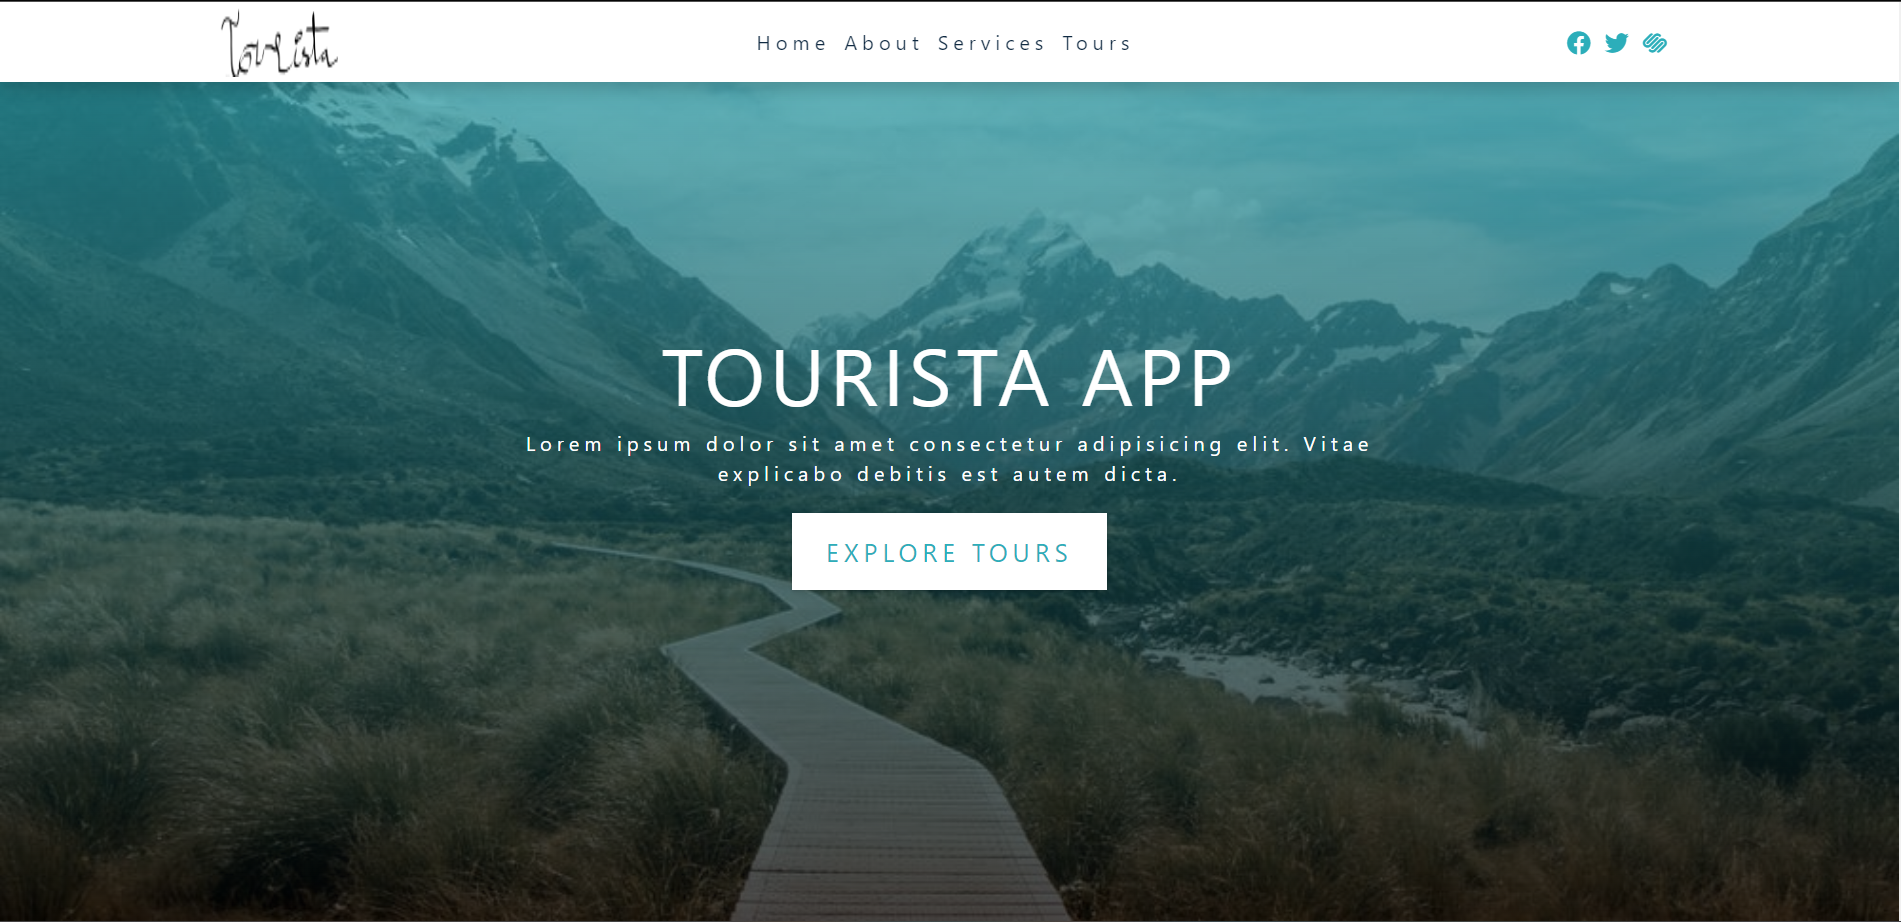 Tourista
Home About Services Tours
TOURISTA APP
Lorem ipsum dolor sit amet consectetur adipisicing elit. Vitae
explicabo debitis est autem dicta.
EXPLORE TOURS